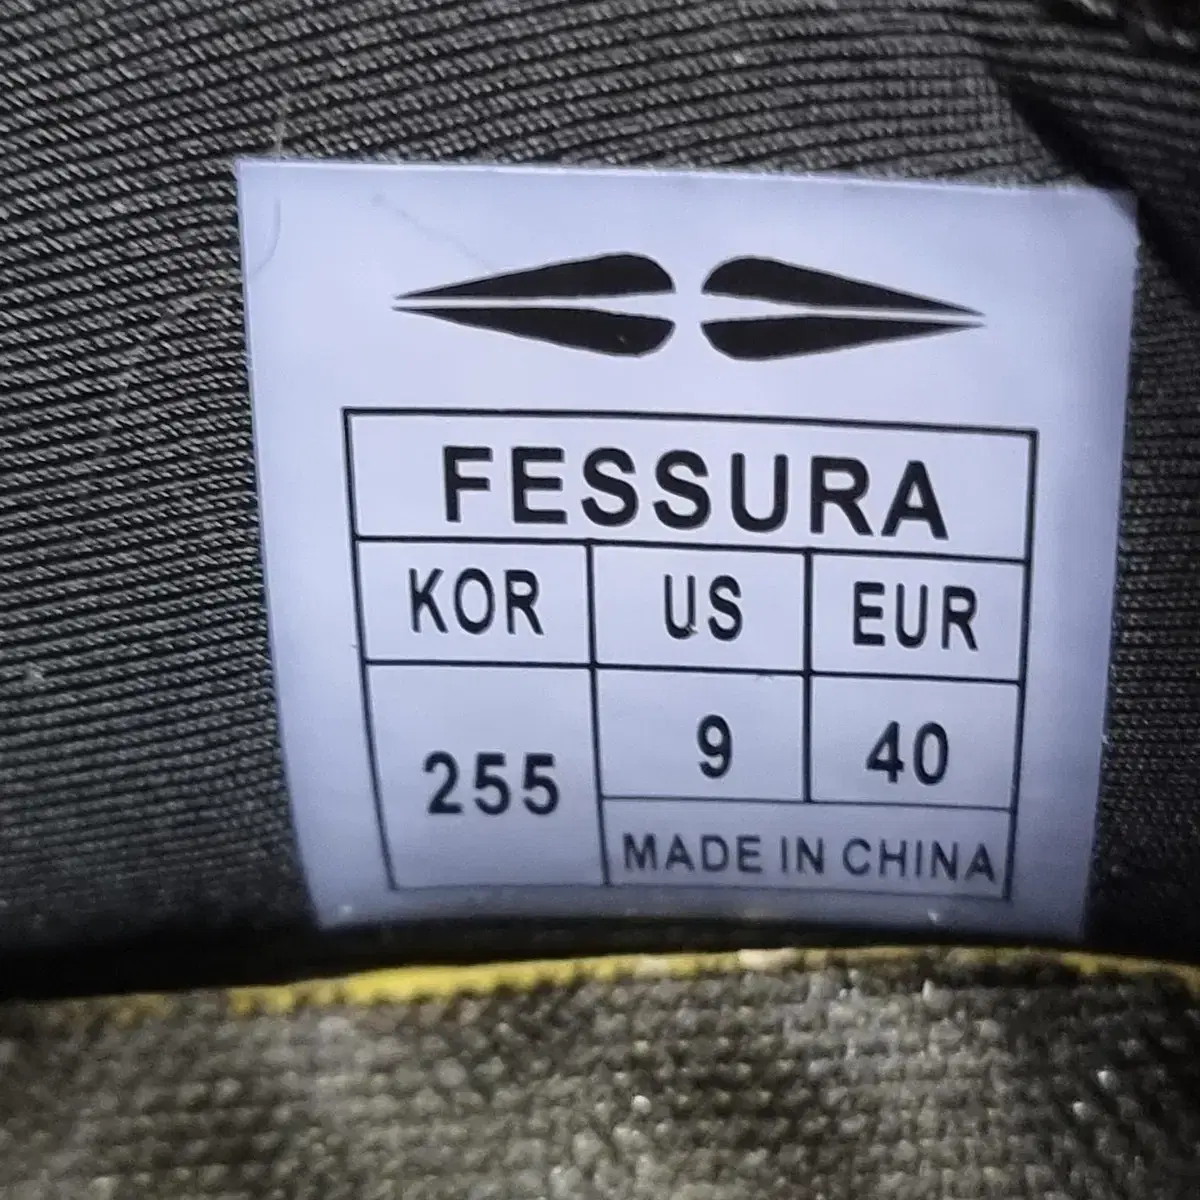 FESSURA
KOR US EUR
255 9 40
MADE IN CHINA